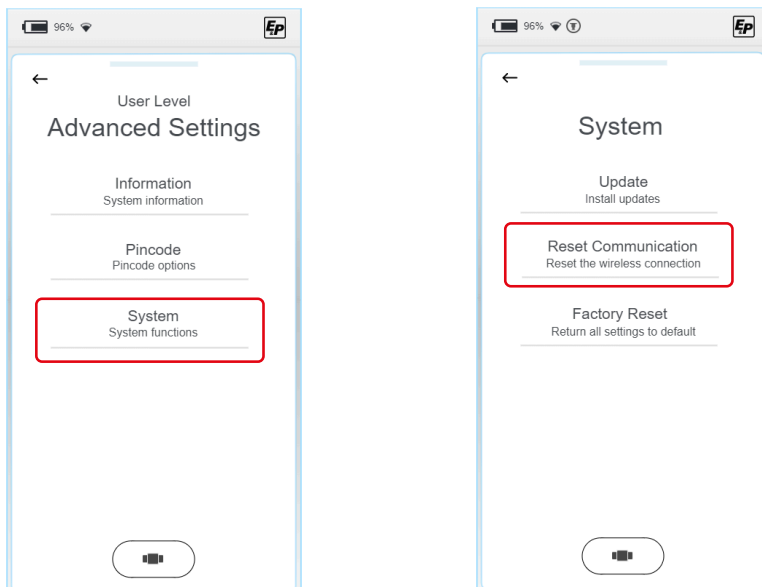 96%
EP
User Level
Advanced Settings
Information
System information
Pincode
Pincode options
System
System functions
96% T
EP
System
Update
Install updates
Reset Communication
Reset the wireless connection
Factory Reset
Return all settings to default